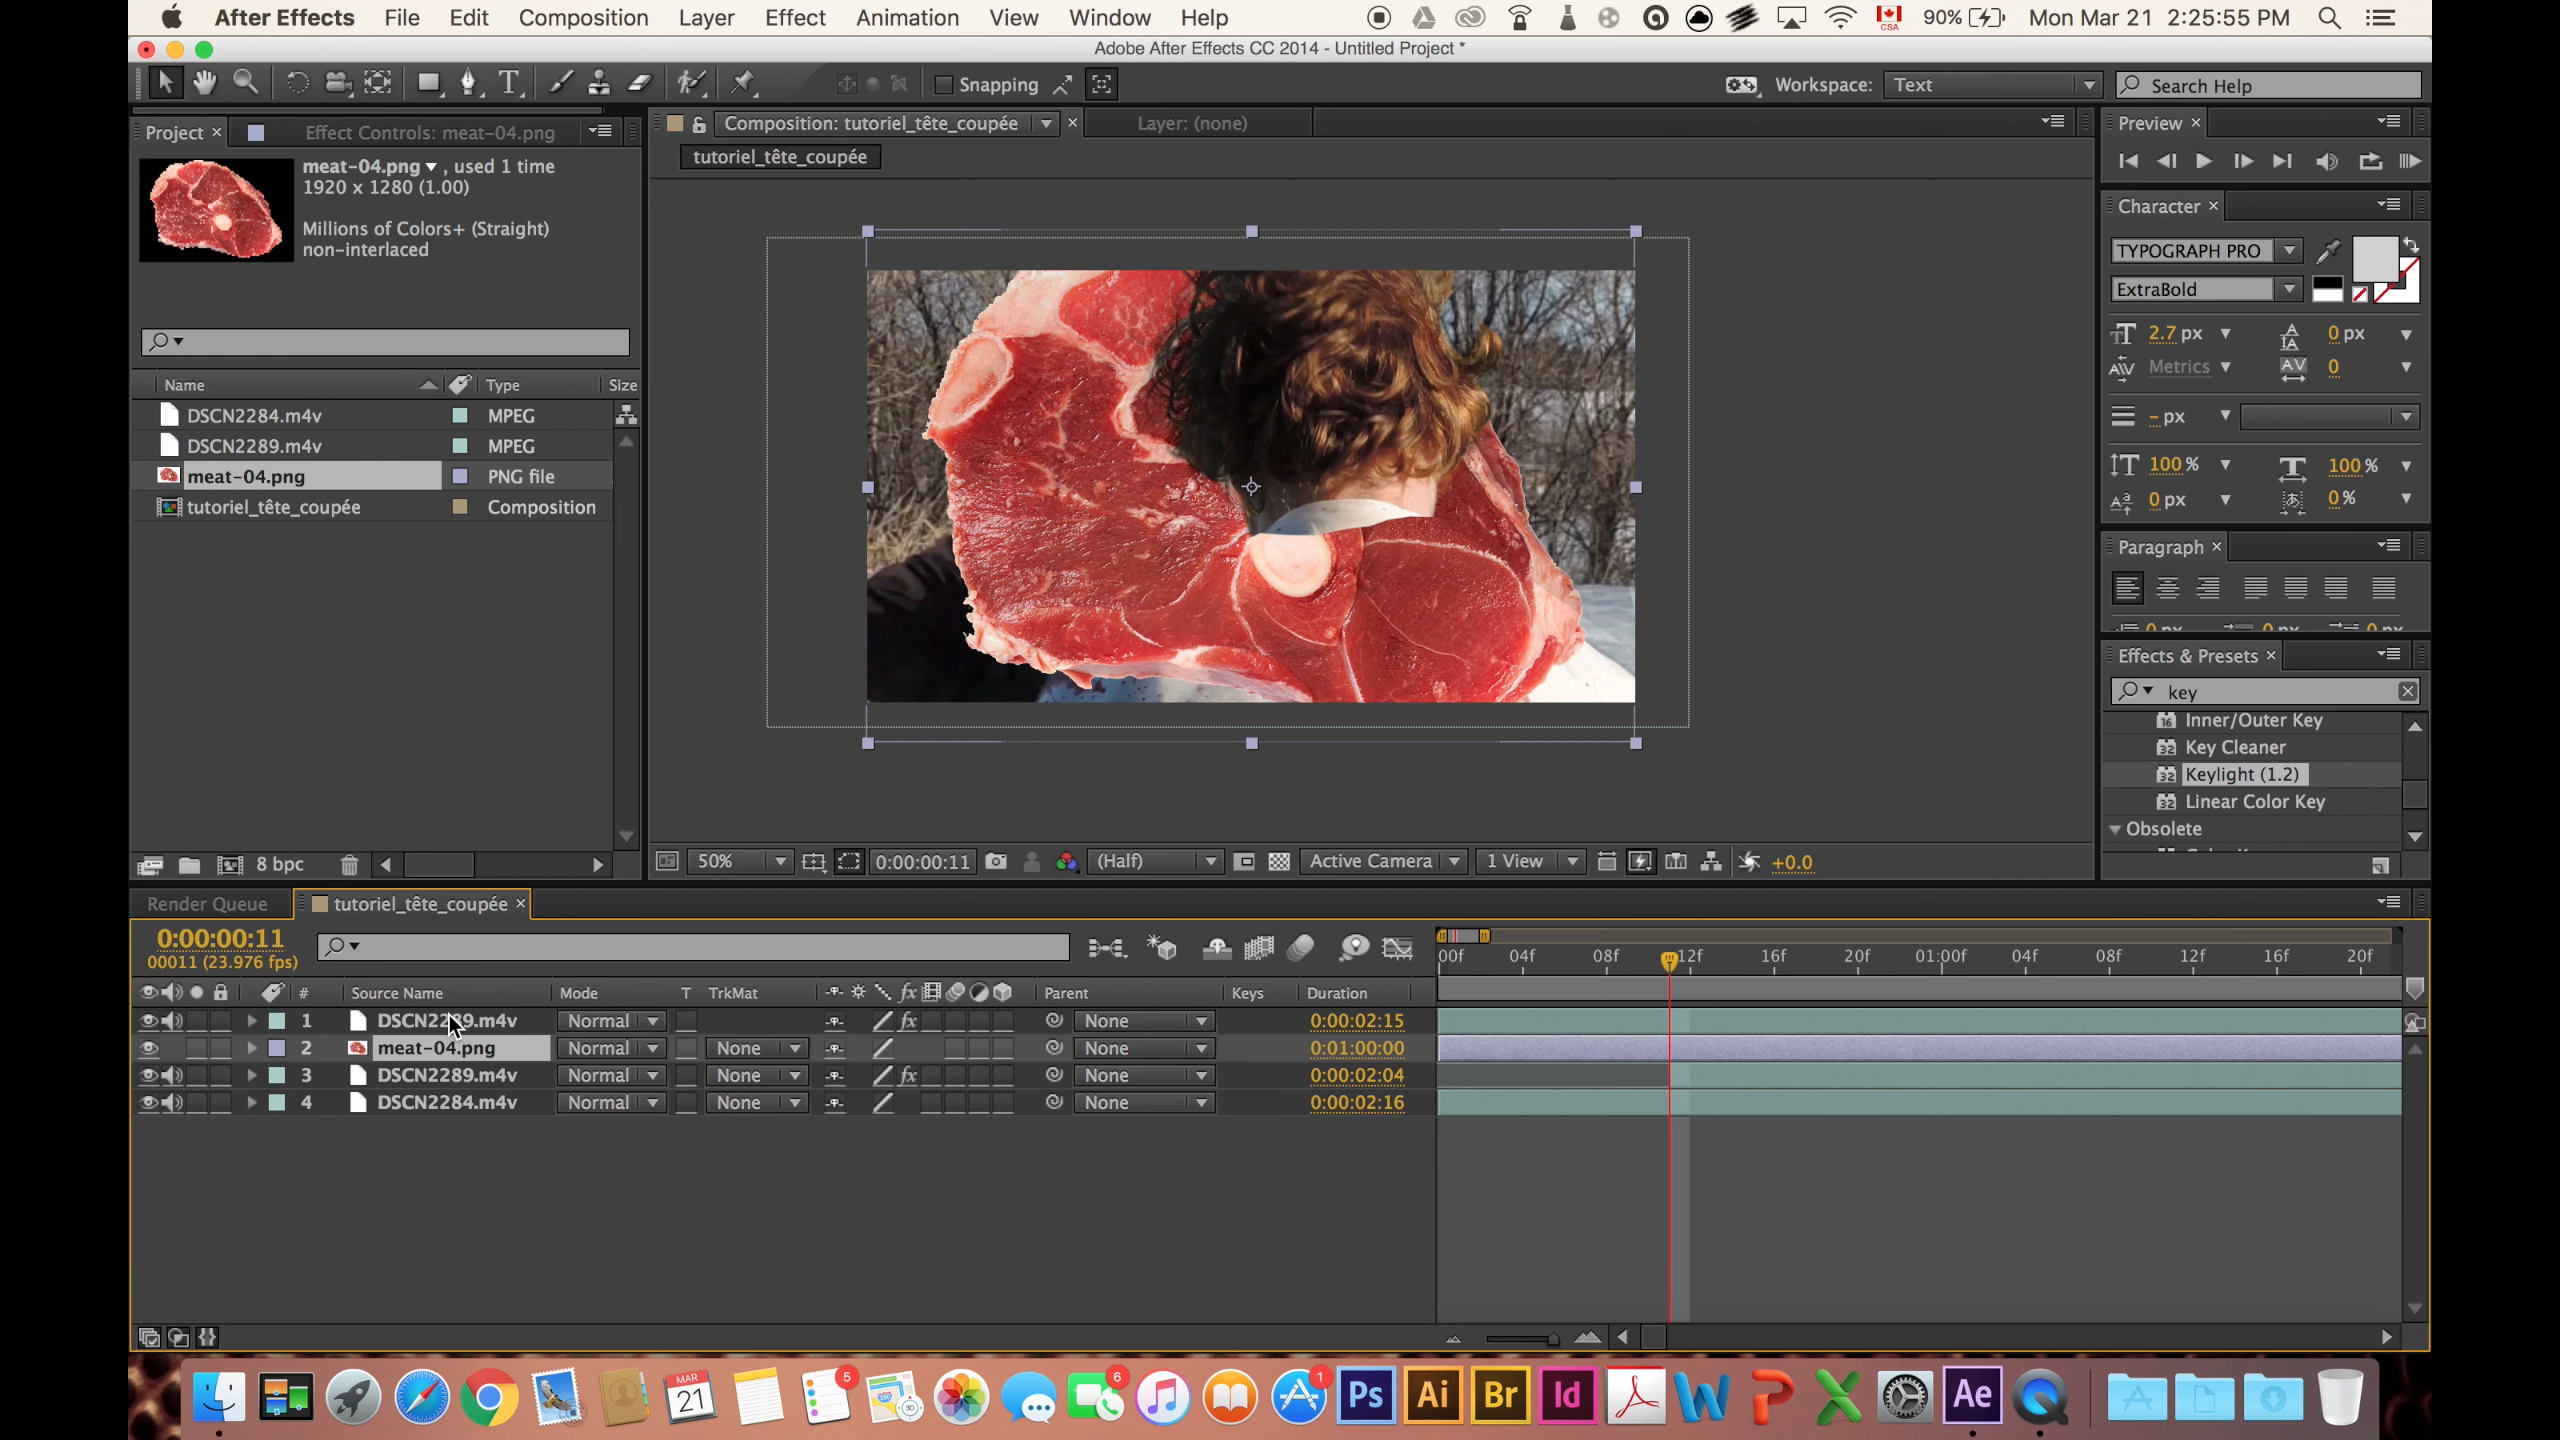 After Effects File Edit Composition Layer Effect Animation View Window Help CSA 90% Mon Mar 21 2:25:55 PM
Adobe After Effects CC 2014 - Untitled Project *
Snapping Workspace: Text Search Help
Project × Effect Controls: meat-04.png
meat-04.png , used 1 time
1920 x 1280 (1.00)
Millions of Colors+ (Straight)
non-interlaced
Name Type Size
DSCN2284.m4v MPEG
DSCN2289.m4v MPEG
meat-04.png PNG file
tutoriel_tête_coupée Composition
8 bpc
Composition: tutoriel_tête_coupée × Layer: (none)
tutoriel_tête_coupée
50% 0:00:00:11 (Half) Active Camera 1 View +0.0
Preview ×
Character ×
TYPOGRAPH PRO
ExtraBold
2.7 px 0 px
Metrics 0
- px
100 % 100 %
0 px 0 %
Paragraph ×
0 px 0 px 0 px
Effects & Presets ×
key
Inner/Outer Key
Key Cleaner
Keylight (1.2)
Linear Color Key
Obsolete
Render Queue tutoriel_tête_coupée ×
0:00:00:11
00011 (23.976 fps)
00f 04f 08f 12f 16f 20f 01:00f 04f 08f 12f 16f 20f
# Source Name Mode T TrkMat fx Parent Keys Duration
1 DSCN2289.m4v Normal fx None 0:00:02:15
2 meat-04.png Normal None None 0:01:00:00
3 DSCN2289.m4v Normal None fx None 0:00:02:04
4 DSCN2284.m4v Normal None None 0:00:02:16
MAR 21 5 6 1 Ps Ai Br Id W P X Ae